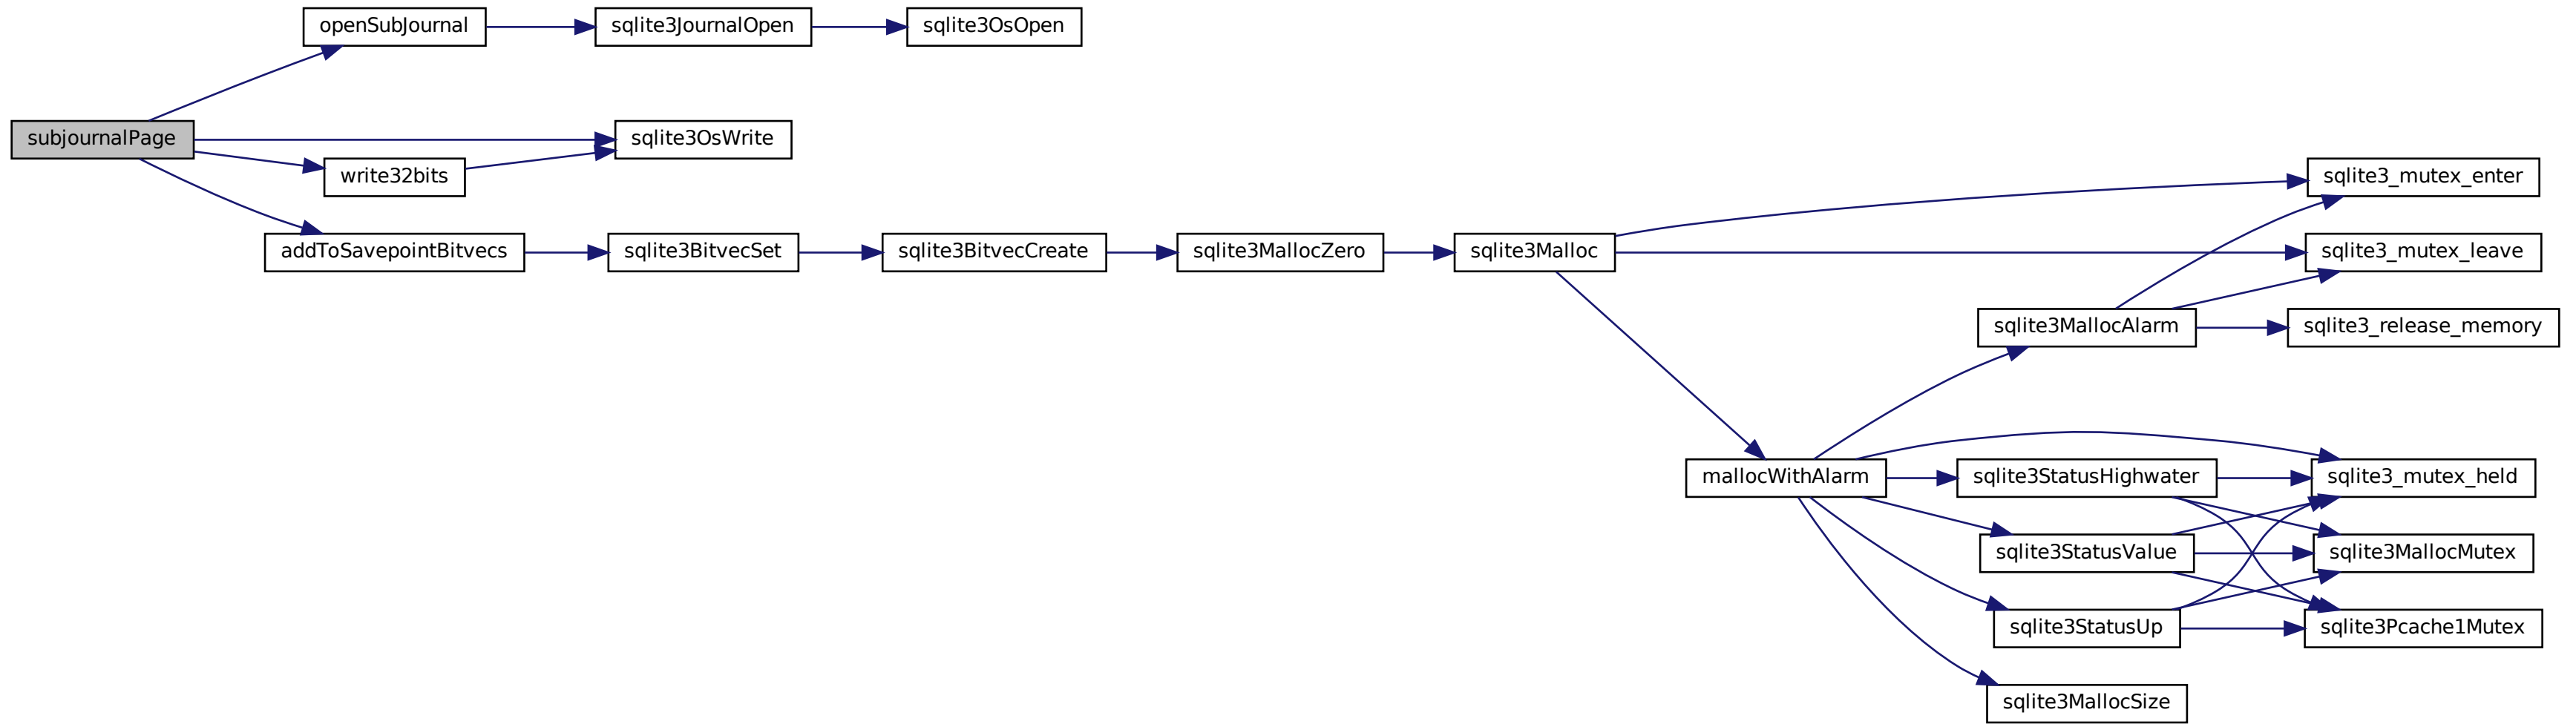 openSubJournal
sqlite3JournalOpen
sqlite3OsOpen
subjournalPage
sqlite3OsWrite
write32bits
sqlite3_mutex_enter
addToSavepointBitvecs
sqlite3BitvecSet
sqlite3BitvecCreate
sqlite3MallocZero
sqlite3Malloc
sqlite3_mutex_leave
sqlite3MallocAlarm
sqlite3_release_memory
mallocWithAlarm
sqlite3StatusHighwater
sqlite3_mutex_held
sqlite3StatusValue
sqlite3MallocMutex
sqlite3StatusUp
sqlite3Pcache1Mutex
sqlite3MallocSize